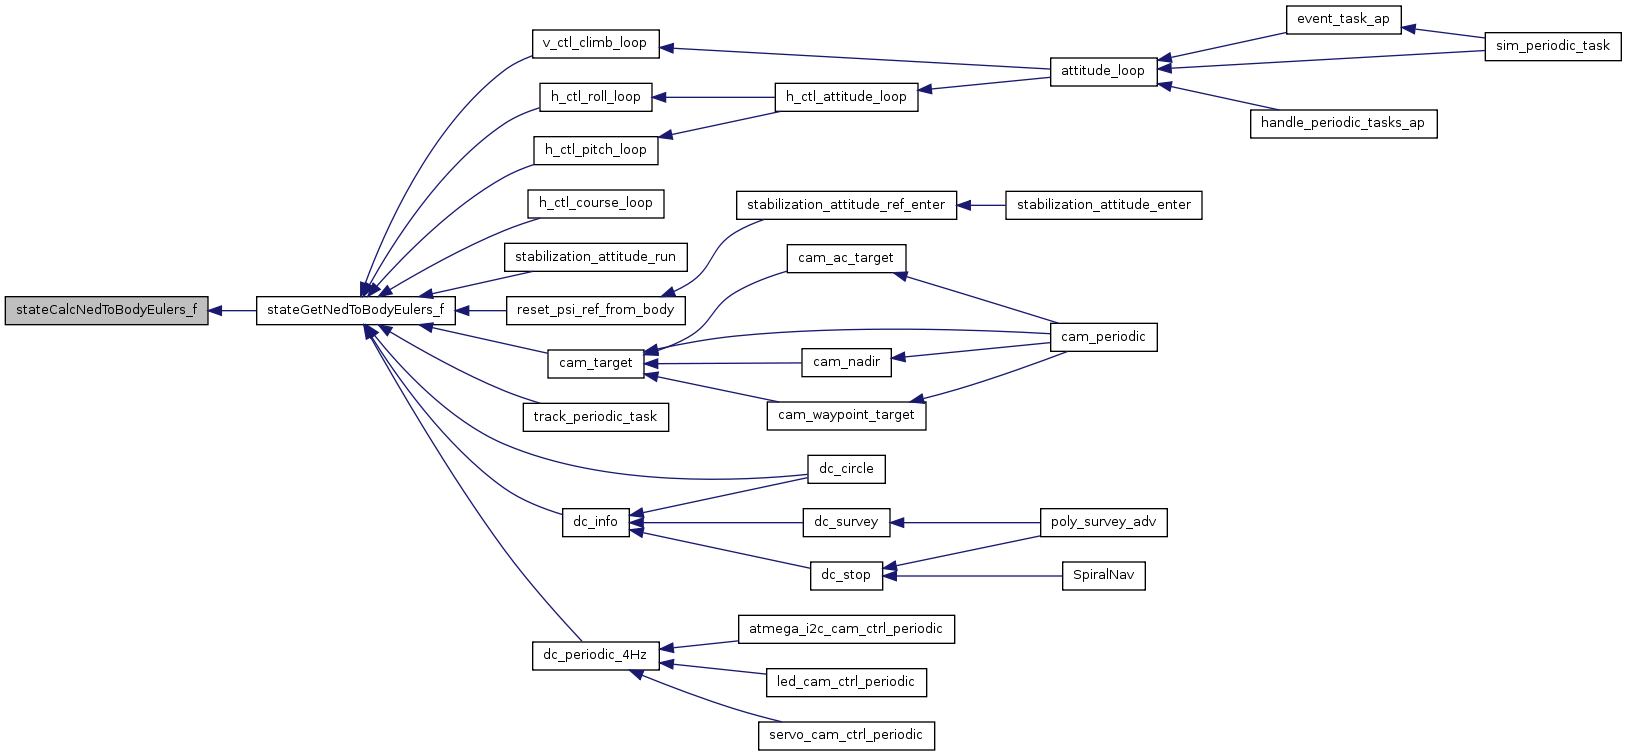 stateCalcNedToBodyEulers_f
stateGetNedToBodyEulers_f
v_ctl_climb_loop
h_ctl_roll_loop
h_ctl_pitch_loop
h_ctl_course_loop
stabilization_attitude_run
reset_psi_ref_from_body
cam_target
track_periodic_task
dc_info
dc_periodic_4Hz
h_ctl_attitude_loop
stabilization_attitude_ref_enter
cam_ac_target
cam_nadir
cam_waypoint_target
dc_circle
dc_survey
dc_stop
atmega_i2c_cam_ctrl_periodic
led_cam_ctrl_periodic
servo_cam_ctrl_periodic
attitude_loop
stabilization_attitude_enter
cam_periodic
poly_survey_adv
SpiralNav
event_task_ap
handle_periodic_tasks_ap
sim_periodic_task